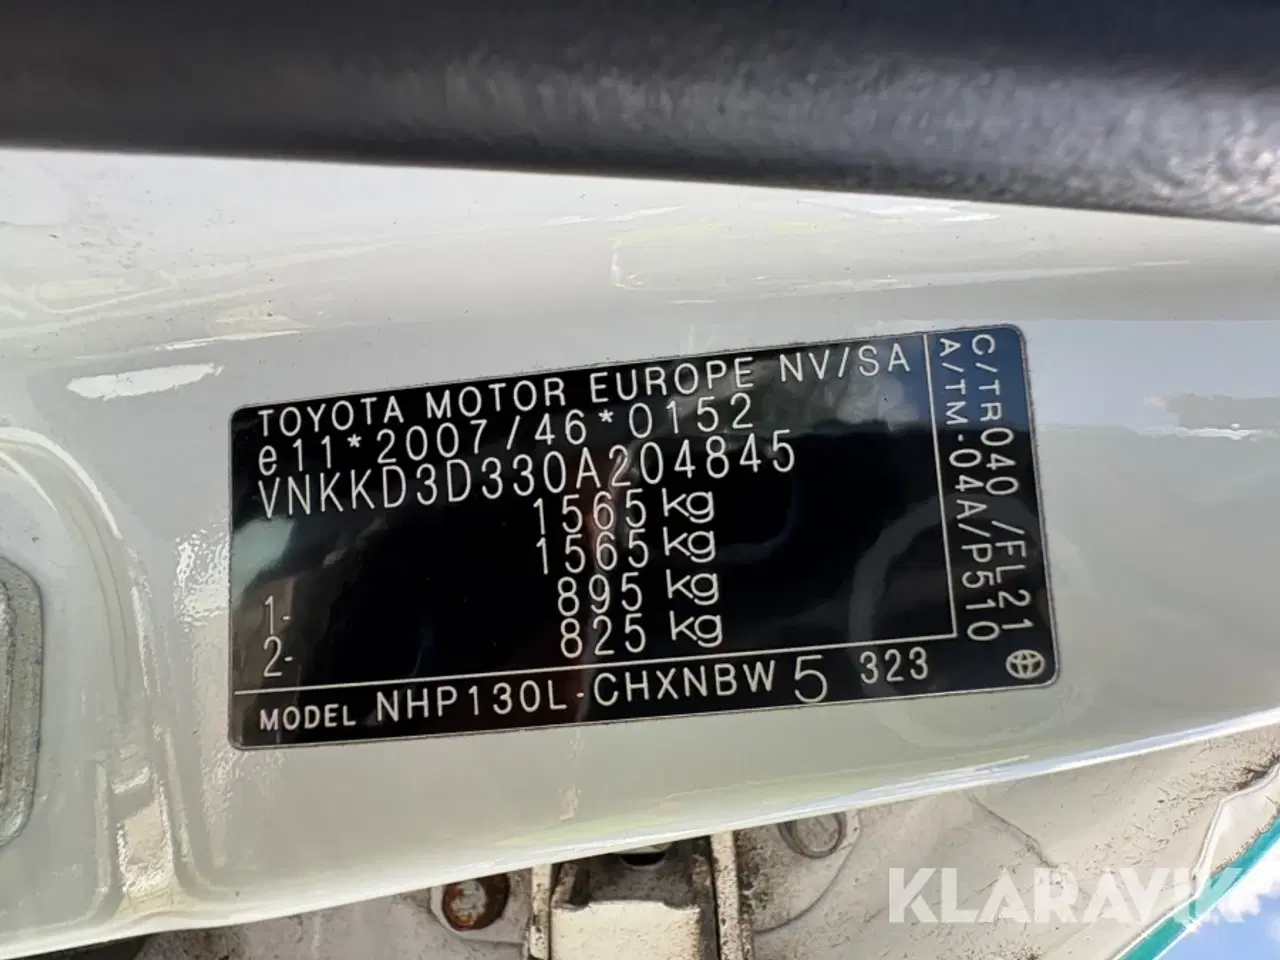 TOYOTA MOTOR EUROPE NV/SA
e11*2007/46*0152
VNKKD3D330A204845
1565 kg
1565 kg
1- 895 kg
2- 825 kg
MODEL NHP130L-CHXNBW 5 323
C/TR040/FL21
A/TM-04A/P510
KLARAVIK